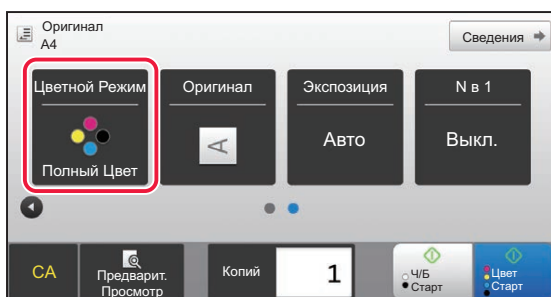 Оригинал
A4
Сведения
Цветной Режим
Полный Цвет
Оригинал
A
Экспозиция
Авто
N в 1
Выкл.
CA
Предварит.
Просмотр
Копий
1
Ч/Б
Старт
Цвет
Старт